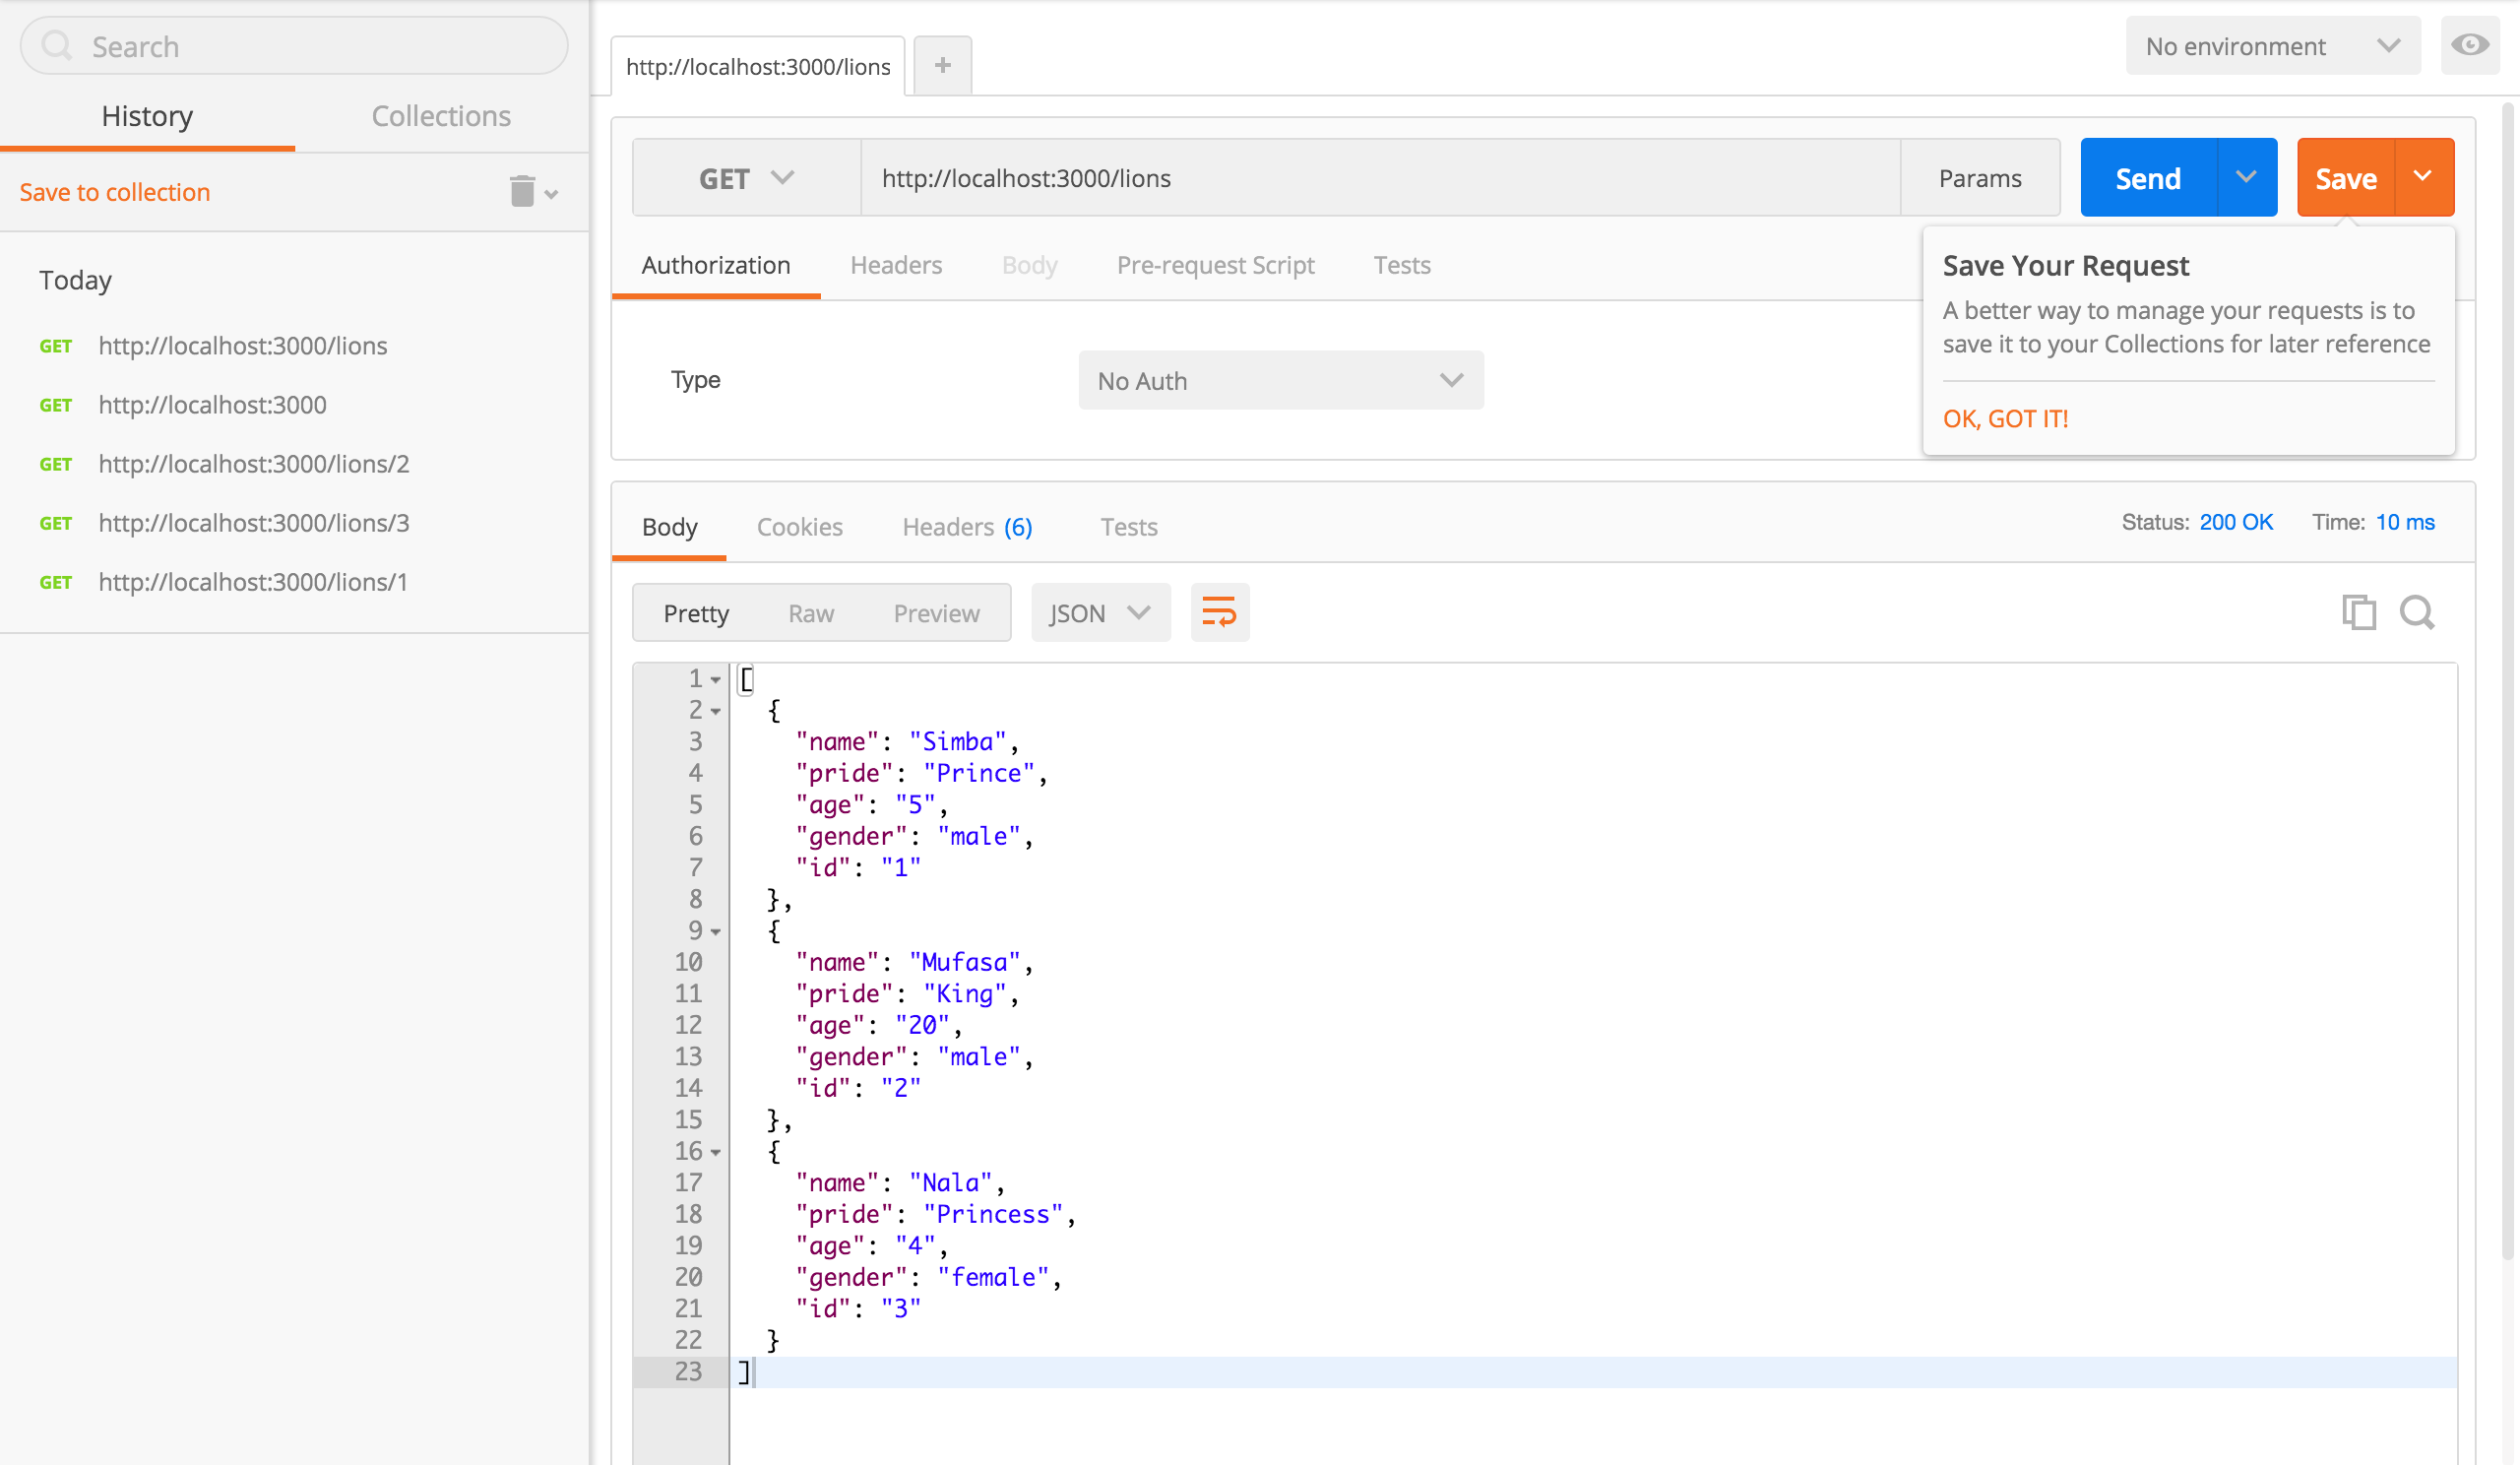 Search
History Collections
Save to collection
Today
GET http://localhost:3000/lions
GET http://localhost:3000
GET http://localhost:3000/lions/2
GET http://localhost:3000/lions/3
GET http://localhost:3000/lions/1
http://localhost:3000/lions +
No environment
GET http://localhost:3000/lions Params Send Save
Authorization Headers Body Pre-request Script Tests
Type No Auth
Save Your Request
A better way to manage your requests is to
save it to your Collections for later reference
OK, GOT IT!
Body Cookies Headers (6) Tests Status: 200 OK Time: 10 ms
Pretty Raw Preview JSON
1 [
2 {
3 "name": "Simba",
4 "pride": "Prince",
5 "age": "5",
6 "gender": "male",
7 "id": "1"
8 },
9 {
10 "name": "Mufasa",
11 "pride": "King",
12 "age": "20",
13 "gender": "male",
14 "id": "2"
15 },
16 {
17 "name": "Nala",
18 "pride": "Princess",
19 "age": "4",
20 "gender": "female",
21 "id": "3"
22 }
23 ]